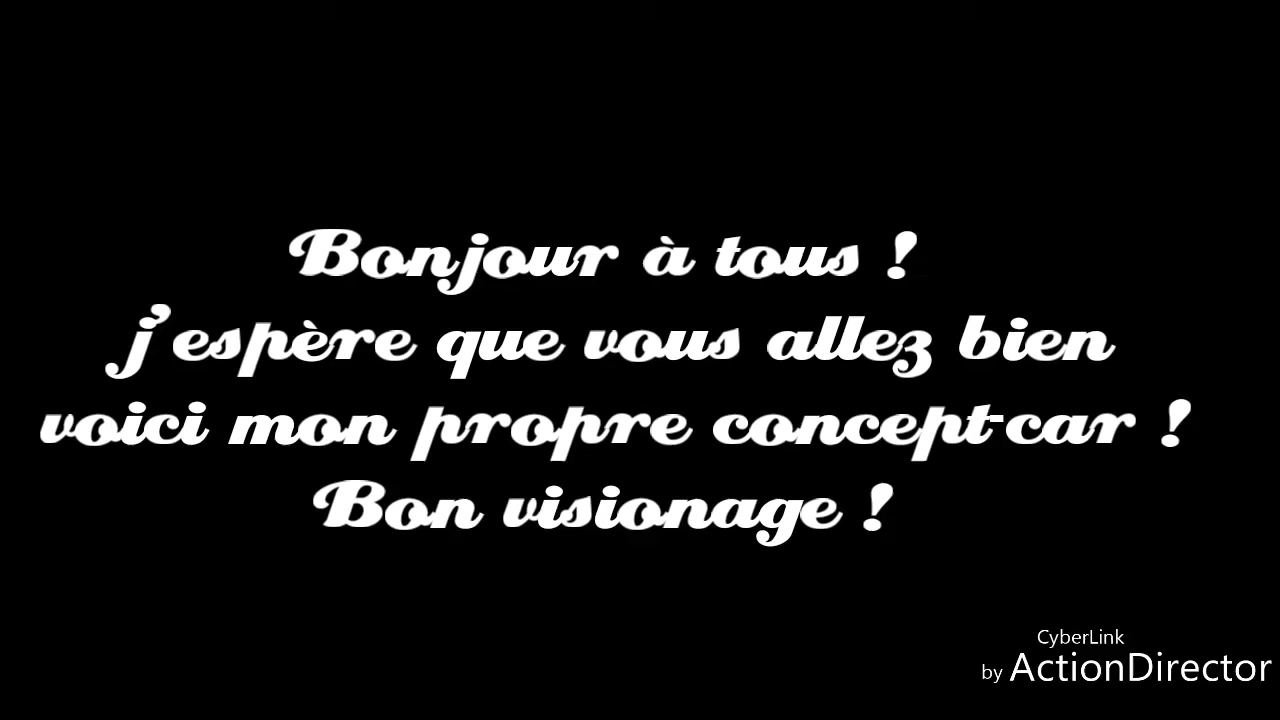 Bonjour à tous !
j'espère que vous allez bien
voici mon propre concept-car !
Bon visionage !
CyberLink
by ActionDirector